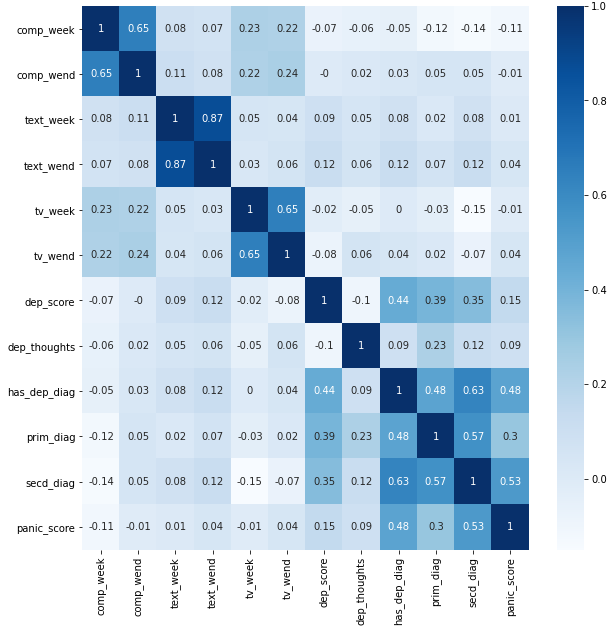 comp_week 1 0.65 0.08 0.07 0.23 0.22 -0.07 -0.06 -0.05 -0.12 -0.14 -0.11
comp_wend 0.65 1 0.11 0.08 0.22 0.24 -0 0.02 0.03 0.05 0.05 -0.01
text_week 0.08 0.11 1 0.87 0.05 0.04 0.09 0.05 0.08 0.02 0.08 0.01
text_wend 0.07 0.08 0.87 1 0.03 0.06 0.12 0.06 0.12 0.07 0.12 0.04
tv_week 0.23 0.22 0.05 0.03 1 0.65 -0.02 -0.05 0 -0.03 -0.15 -0.01
tv_wend 0.22 0.24 0.04 0.06 0.65 1 -0.08 0.06 0.04 0.02 -0.07 0.04
dep_score -0.07 -0 0.09 0.12 -0.02 -0.08 1 -0.1 0.44 0.39 0.35 0.15
dep_thoughts -0.06 0.02 0.05 0.06 -0.05 0.06 -0.1 1 0.09 0.23 0.12 0.09
has_dep_diag -0.05 0.03 0.08 0.12 0 0.04 0.44 0.09 1 0.48 0.63 0.48
prim_diag -0.12 0.05 0.02 0.07 -0.03 0.02 0.39 0.23 0.48 1 0.57 0.3
secd_diag -0.14 0.05 0.08 0.12 -0.15 -0.07 0.35 0.12 0.63 0.57 1 0.53
panic_score -0.11 -0.01 0.01 0.04 -0.01 0.04 0.15 0.09 0.48 0.3 0.53 1
comp_week
comp_wend
text_week
text_wend
tv_week
tv_wend
dep_score
dep_thoughts
has_dep_diag
prim_diag
secd_diag
panic_score
1.0
0.8
0.6
0.4
0.2
0.0